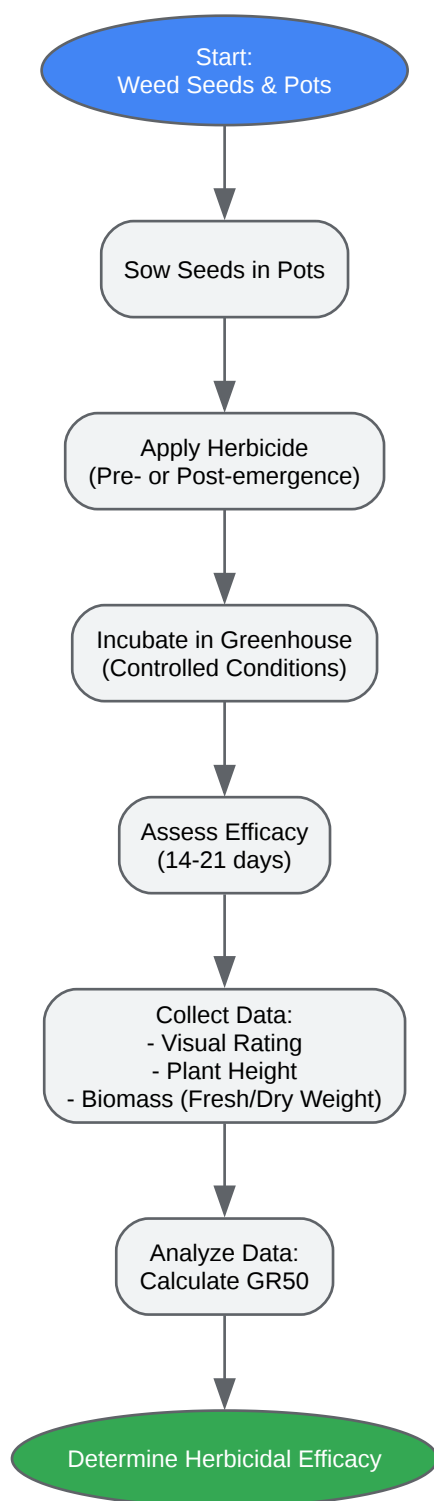 Start:
Weed Seeds & Pots
Sow Seeds in Pots
Apply Herbicide
(Pre- or Post-emergence)
Incubate in Greenhouse
(Controlled Conditions)
Assess Efficacy
(14-21 days)
Collect Data:
- Visual Rating
- Plant Height
- Biomass (Fresh/Dry Weight)
Analyze Data:
Calculate GR50
Determine Herbicidal Efficacy